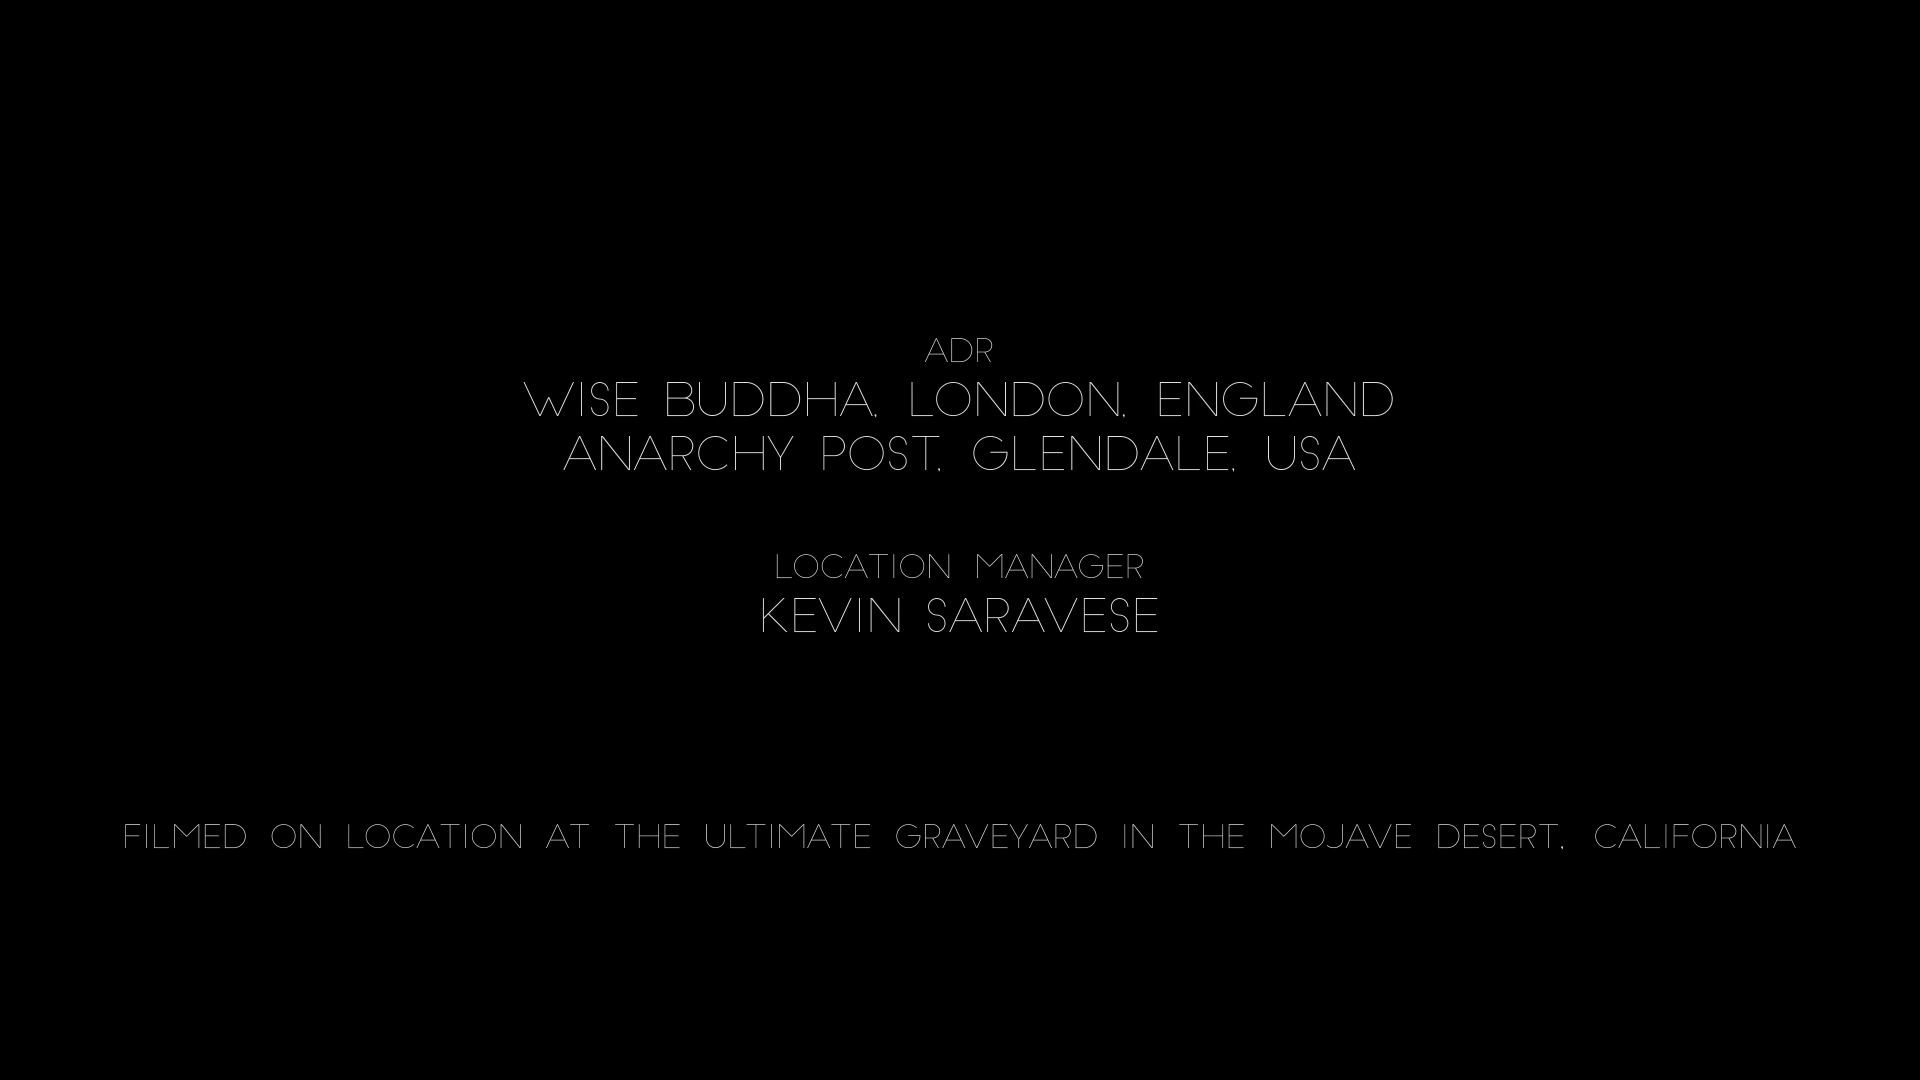 ADR
WISE BUDDHA, LONDON, ENGLAND
ANARCHY POST, GLENDALE, USA
LOCATION MANAGER
KEVIN SARAVESE
FILMED ON LOCATION AT THE ULTIMATE GRAVEYARD IN THE MOJAVE DESERT, CALIFORNIA